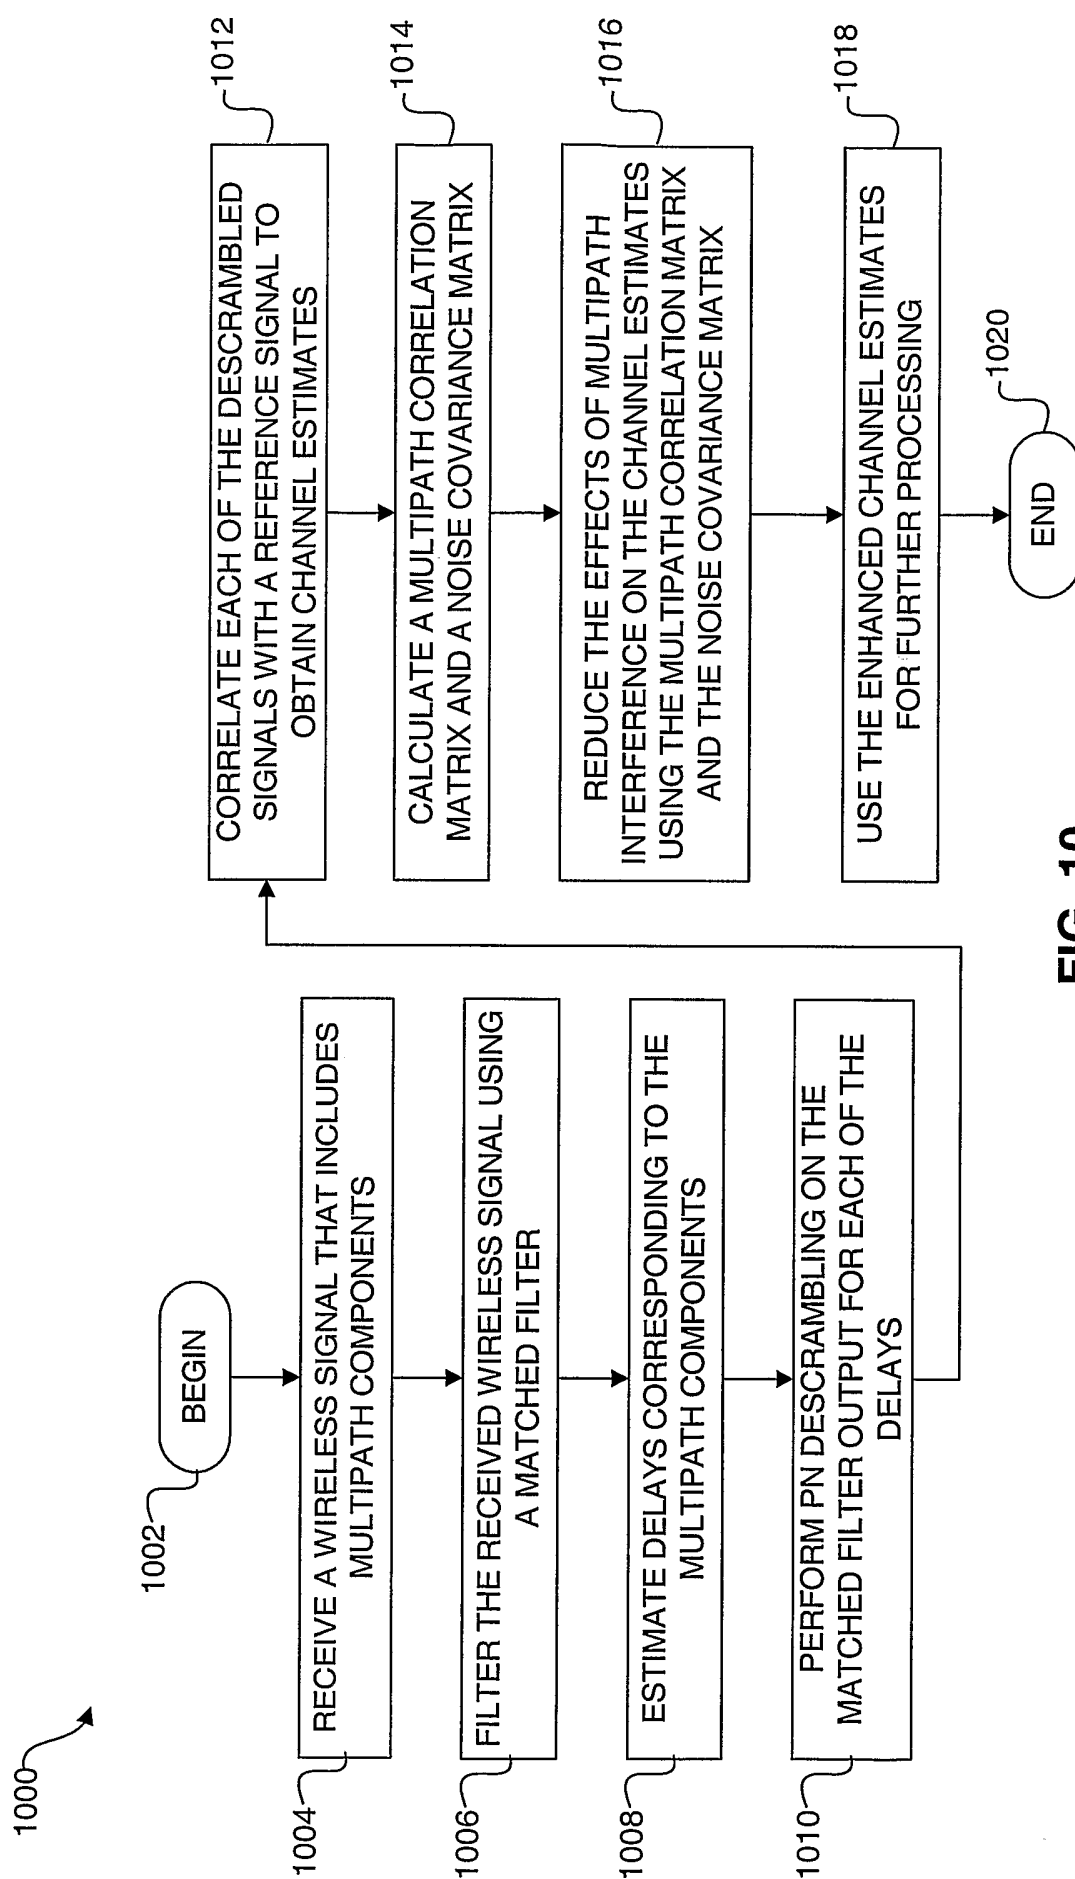 1000
1002
BEGIN
1004
RECEIVE A WIRELESS SIGNAL THAT INCLUDES
MULTIPATH COMPONENTS
1006
FILTER THE RECEIVED WIRELESS SIGNAL USING
A MATCHED FILTER
1008
ESTIMATE DELAYS CORRESPONDING TO THE
MULTIPATH COMPONENTS
1010
PERFORM PN DESCRAMBLING ON THE
MATCHED FILTER OUTPUT FOR EACH OF THE
DELAYS
1012
CORRELATE EACH OF THE DESCRAMBLED
SIGNALS WITH A REFERENCE SIGNAL TO
OBTAIN CHANNEL ESTIMATES
1014
CALCULATE A MULTIPATH CORRELATION
MATRIX AND A NOISE COVARIANCE MATRIX
1016
REDUCE THE EFFECTS OF MULTIPATH
INTERFERENCE ON THE CHANNEL ESTIMATES
USING THE MULTIPATH CORRELATION MATRIX
AND THE NOISE COVARIANCE MATRIX
1018
USE THE ENHANCED CHANNEL ESTIMATES
FOR FURTHER PROCESSING
1020
END
FIG. 10